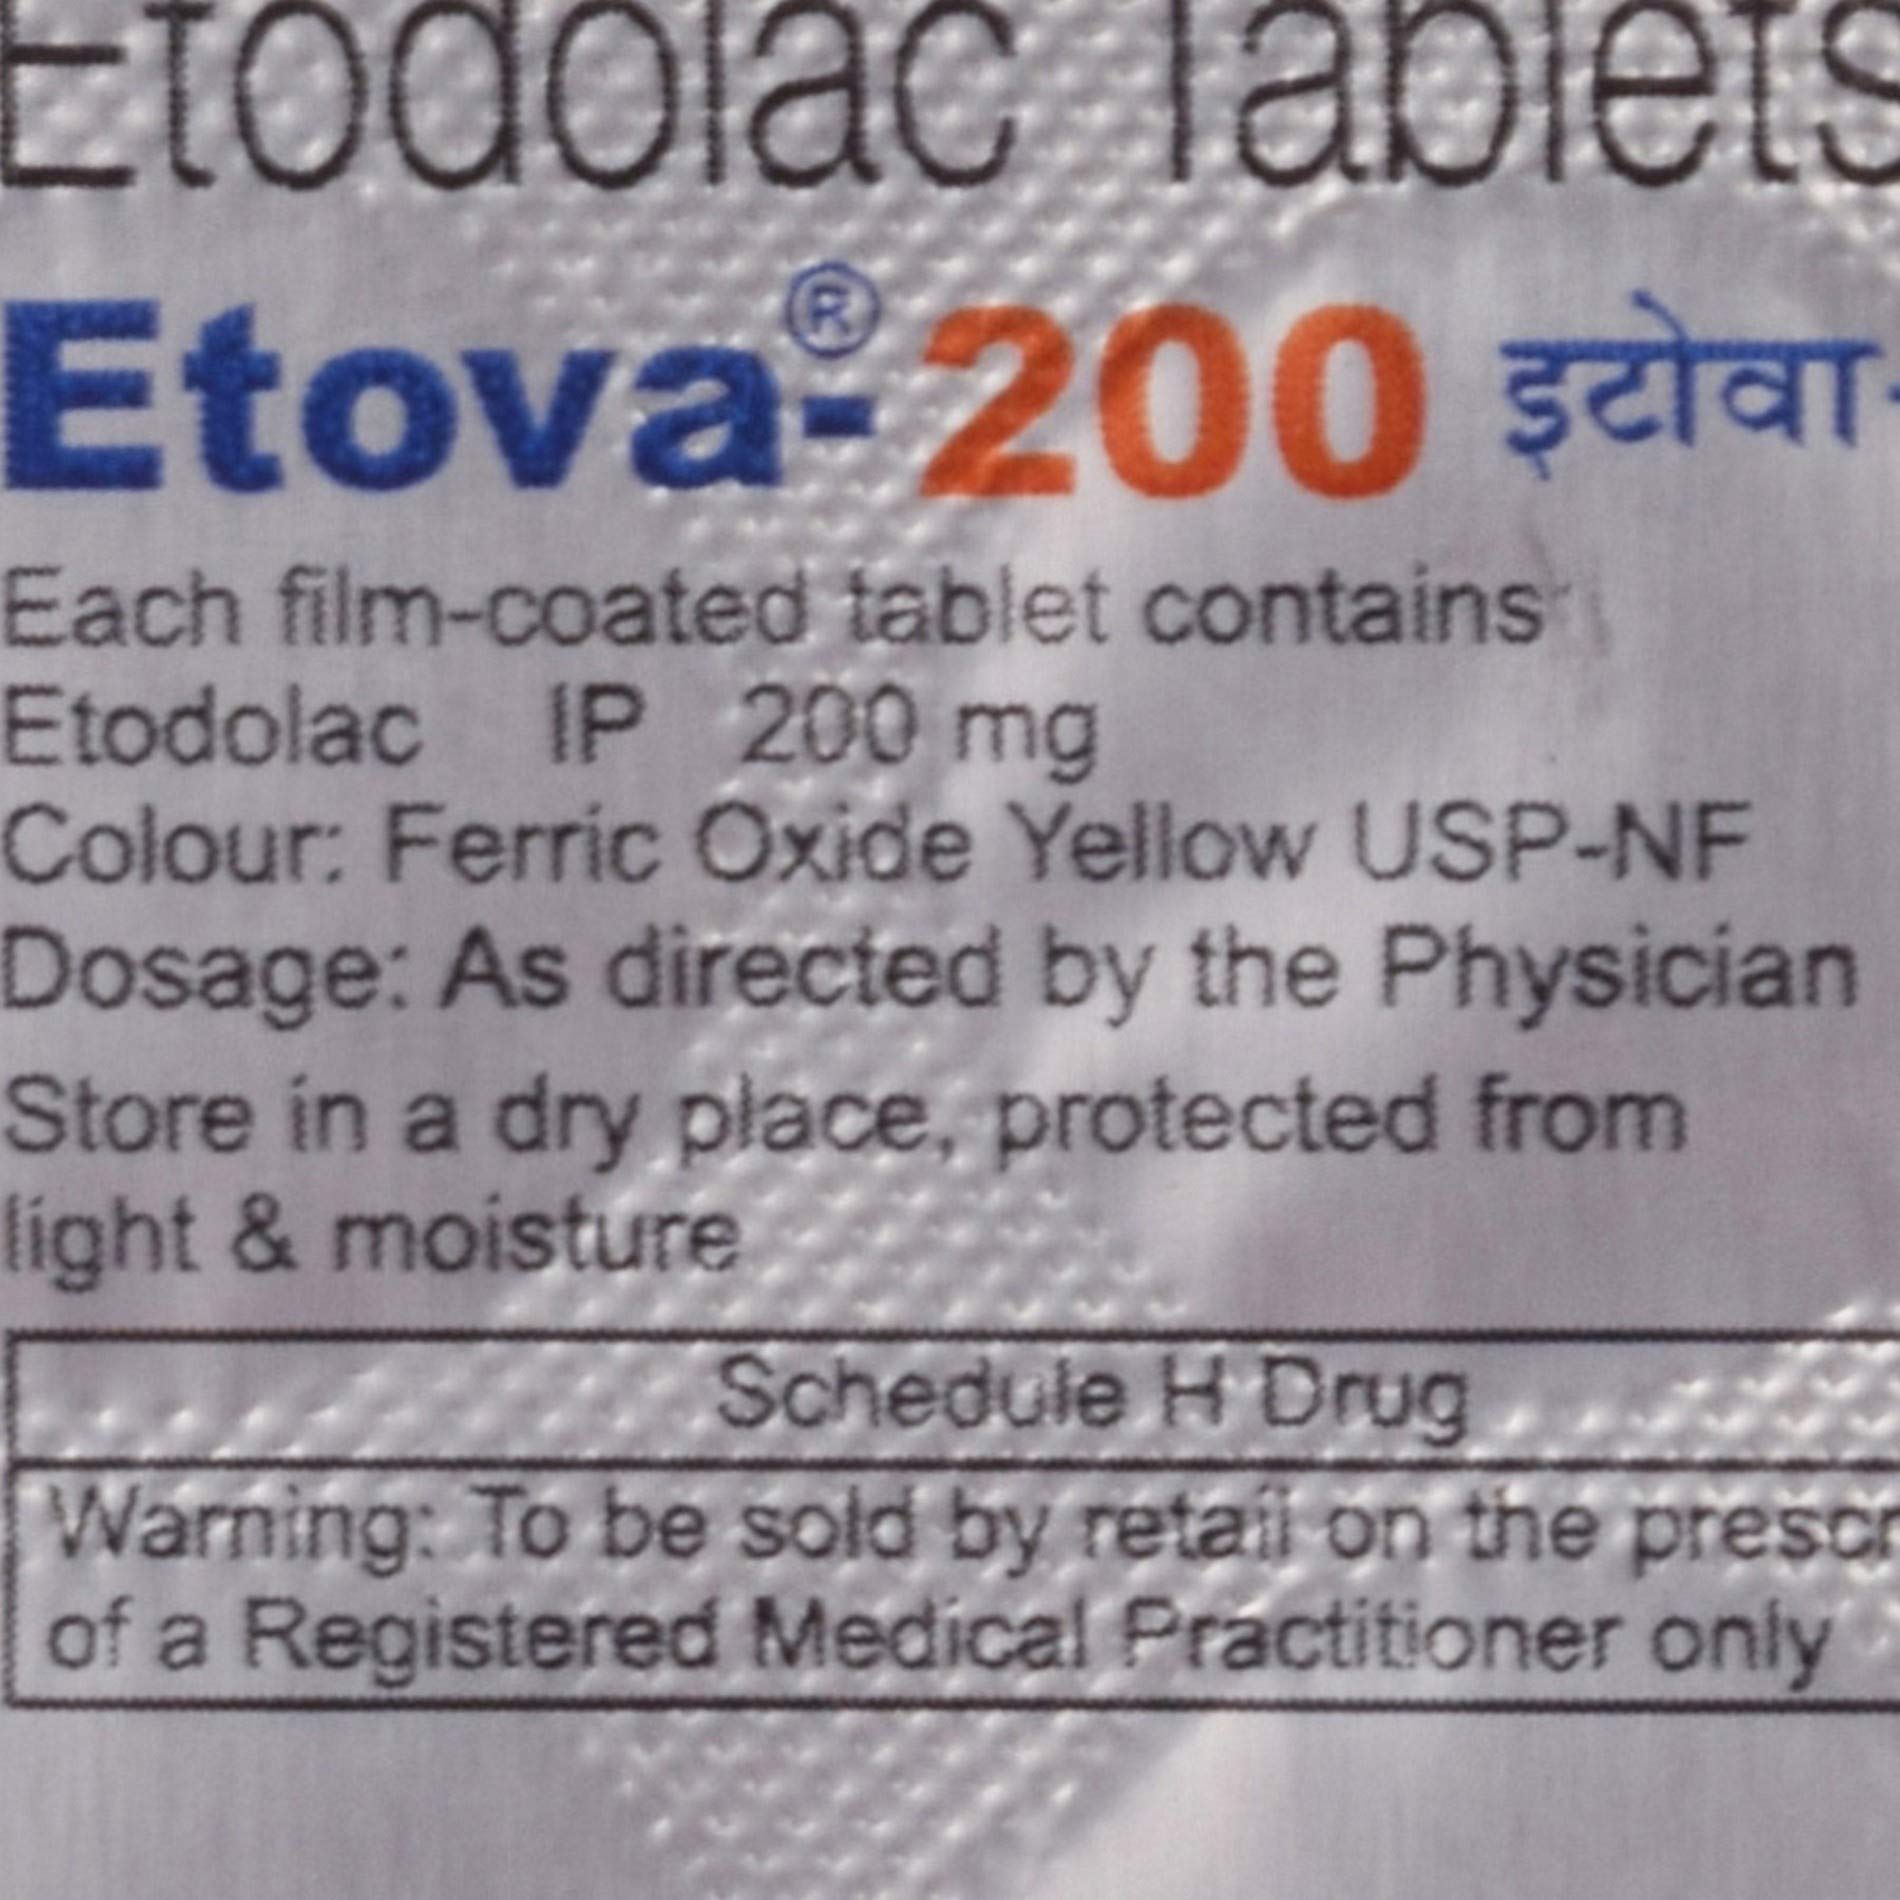 Etodolac Tablets
Etova®-200 इटोवा-
Each film-coated tablet contains
Etodolac IP 200 mg
Colour: Ferric Oxide Yellow USP-NF
Dosage: As directed by the Physician
Store in a dry place, protected from
light & moisture
Schedule H Drug
Warning: To be sold by retail on the prescr
of a Registered Medical Practitioner only